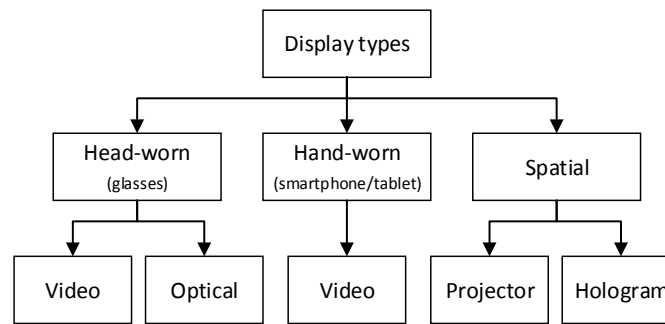 Display types
Head-worn
(glasses)
Hand-worn
(smartphone/tablet)
Spatial
Video
Optical
Video
Projector
Hologram